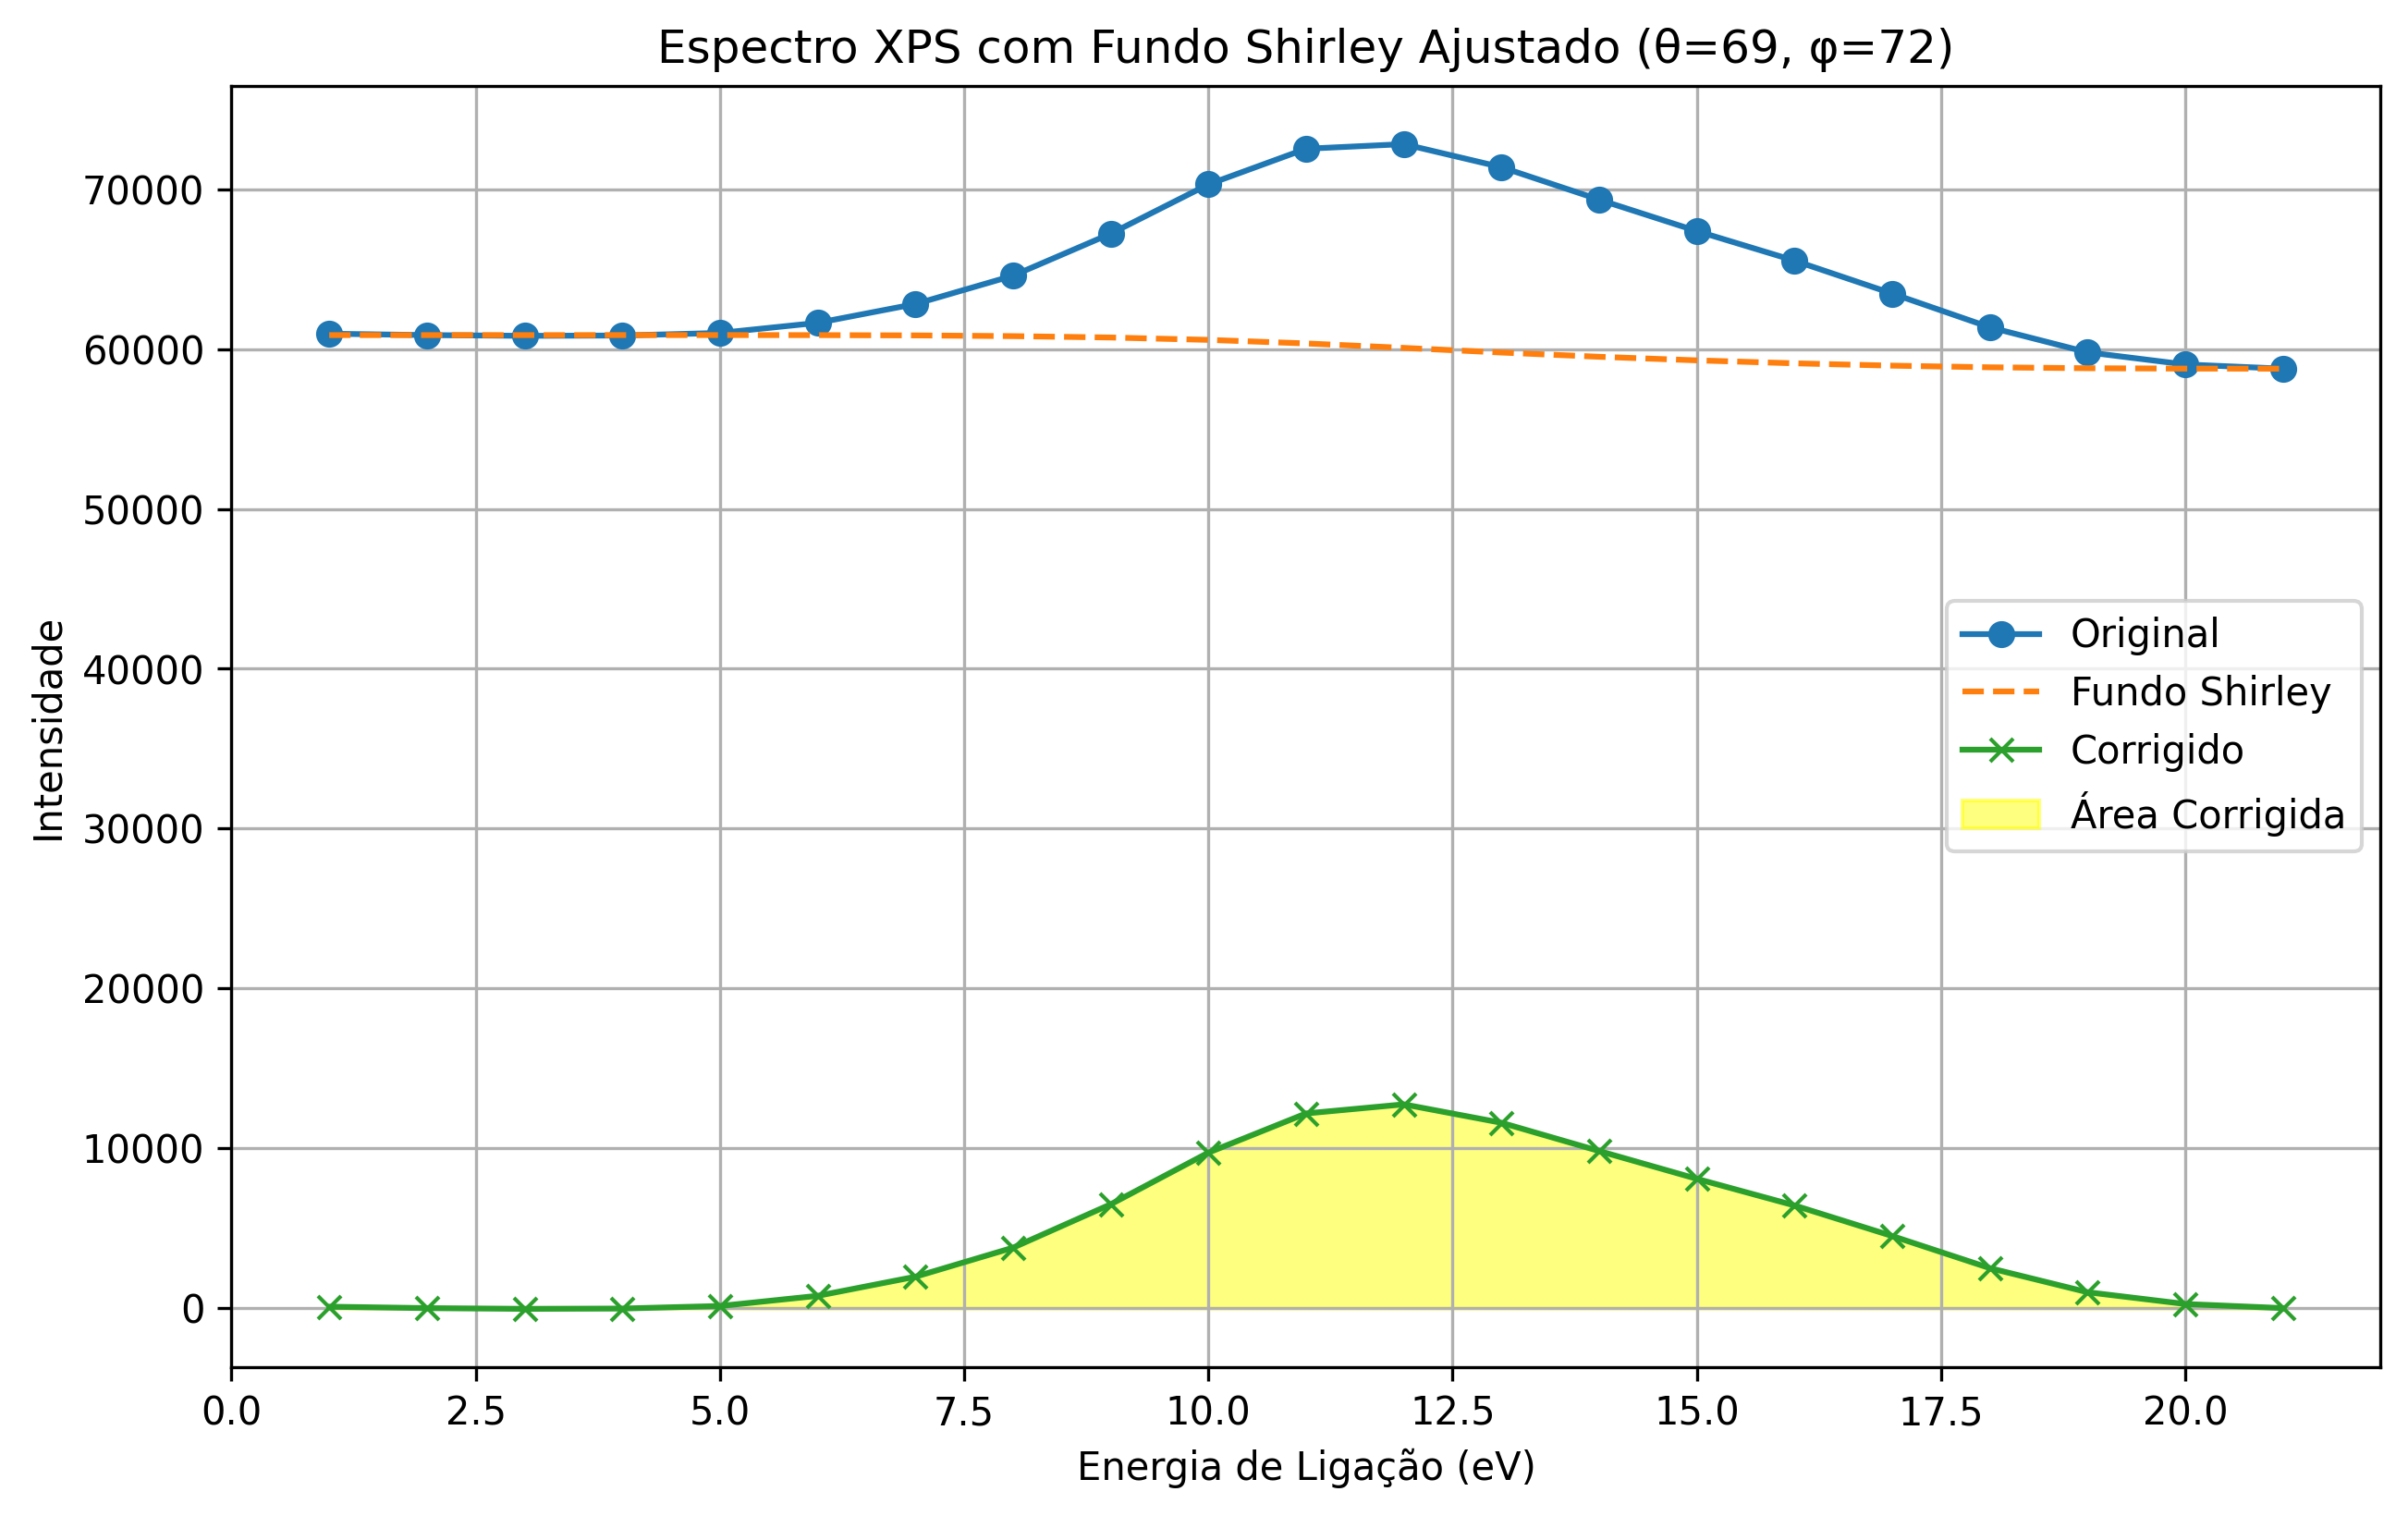 Espectro XPS com Fundo Shirley Ajustado (θ=69, φ=72)
Intensidade
70000
60000
50000
40000
30000
20000
10000
0
Original
Fundo Shirley
Corrigido
Área Corrigida
0.0 2.5 5.0 7.5 10.0 12.5 15.0 17.5 20.0
Energia de Ligação (eV)